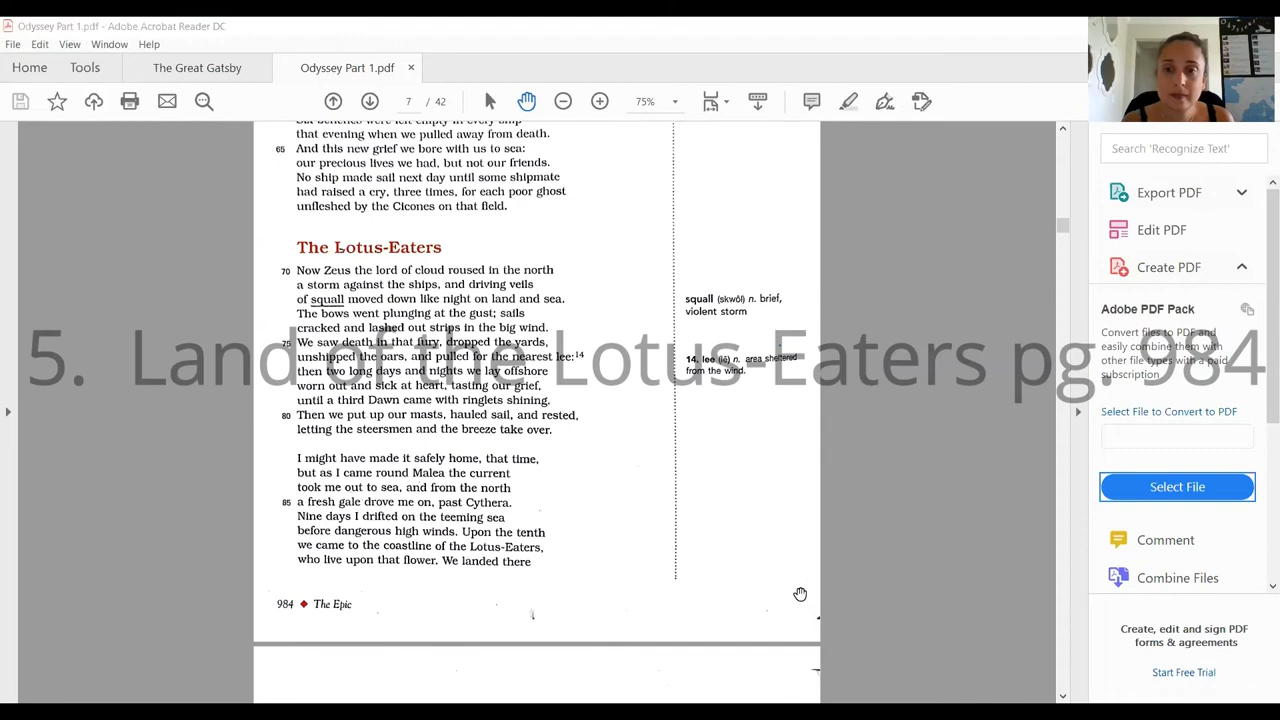 Odyssey Part 1.pdf - Adobe Acrobat Reader DC
File Edit View Window Help
Home Tools The Great Gatsby Odyssey Part 1.pdf ×
7 / 42 75%
that evening when we pulled away from death.
65 And this new grief we bore with us to sea:
our precious lives we had, but not our friends.
No ship made sail next day until some shipmate
had raised a cry, three times, for each poor ghost
unfleshed by the Cicones on that field.
The Lotus-Eaters
70 Now Zeus the lord of cloud roused in the north
a storm against the ships, and driving veils
of squall moved down like night on land and sea.
The bows went plunging at the gust; sails
cracked and lashed out strips in the big wind.
75 We saw death in that fury, dropped the yards,
unshipped the oars, and pulled for the nearest lee:14
then two long days and nights we lay offshore
worn out and sick at heart, tasting our grief,
until a third Dawn came with ringlets shining.
80 Then we put up our masts, hauled sail, and rested,
letting the steersmen and the breeze take over.
I might have made it safely home, that time,
but as I came round Malea the current
took me out to sea, and from the north
85 a fresh gale drove me on, past Cythera.
Nine days I drifted on the teeming sea
before dangerous high winds. Upon the tenth
we came to the coastline of the Lotus-Eaters,
who live upon that flower. We landed there
984 ◆ The Epic
squall (skwôl) n. brief,
violent storm
14. lee (lē) n. area sheltered
from the wind.
5. Land of the Lotus-Eaters pg. 984
Search 'Recognize Text'
Export PDF
Edit PDF
Create PDF
Adobe PDF Pack
Convert files to PDF and
easily combine them with
other file types with a paid
subscription.
Select File to Convert to PDF
Select File
Comment
Combine Files
Create, edit and sign PDF
forms & agreements
Start Free Trial